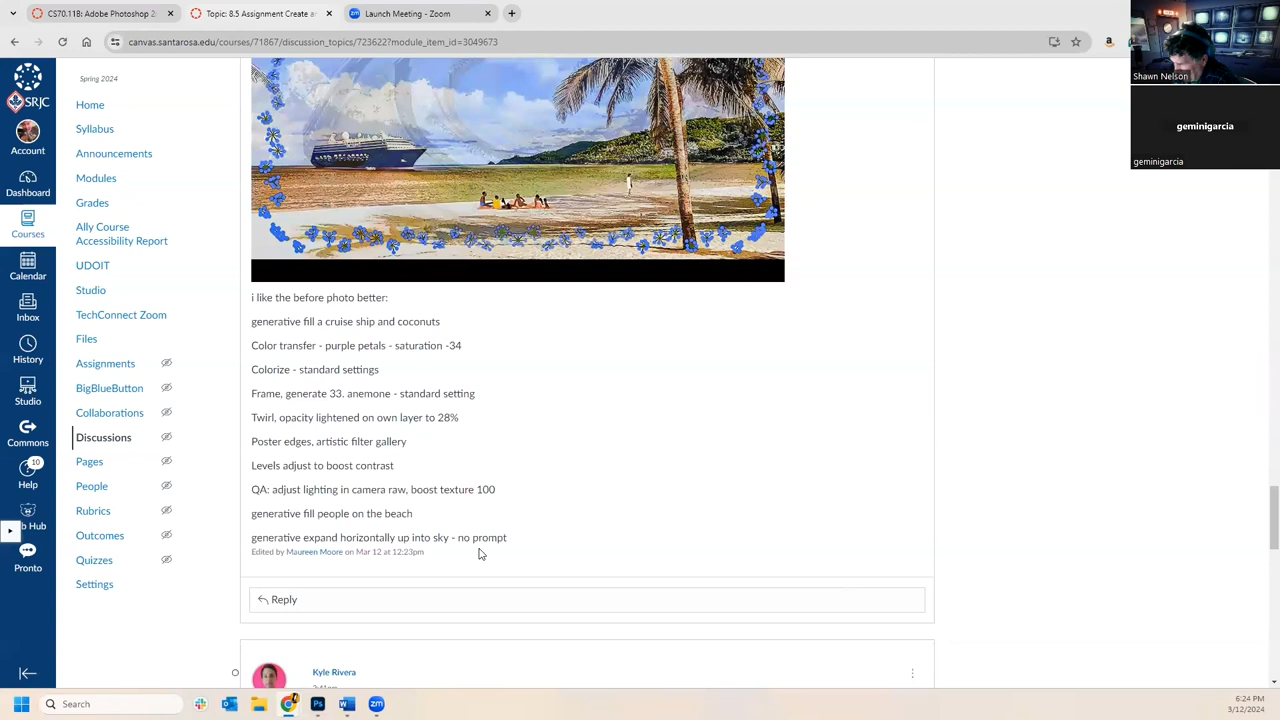 CS70.11B: Adobe Photoshop 2
Topic: 8.5 Assignment Create an
Launch Meeting - Zoom
canvas.santarosa.edu/courses/71867/discussion_topics/723622?module_item_id=3049673
Shawn Nelson
geminigarcia
geminigarcia
SRJC
Account
Dashboard
Courses
Calendar
Inbox
History
Studio
Commons
10
Help
b Hub
Pronto
Spring 2024
Home
Syllabus
Announcements
Modules
Grades
Ally Course
Accessibility Report
UDOIT
Studio
TechConnect Zoom
Files
Assignments
BigBlueButton
Collaborations
Discussions
Pages
People
Rubrics
Outcomes
Quizzes
Settings
i like the before photo better:
generative fill a cruise ship and coconuts
Color transfer - purple petals - saturation -34
Colorize - standard settings
Frame, generate 33. anemone - standard setting
Twirl, opacity lightened on own layer to 28%
Poster edges, artistic filter gallery
Levels adjust to boost contrast
QA: adjust lighting in camera raw, boost texture 100
generative fill people on the beach
generative expand horizontally up into sky - no prompt
Edited by Maureen Moore on Mar 12 at 12:23pm
Reply
Kyle Rivera
Search
6:24 PM
3/12/2024